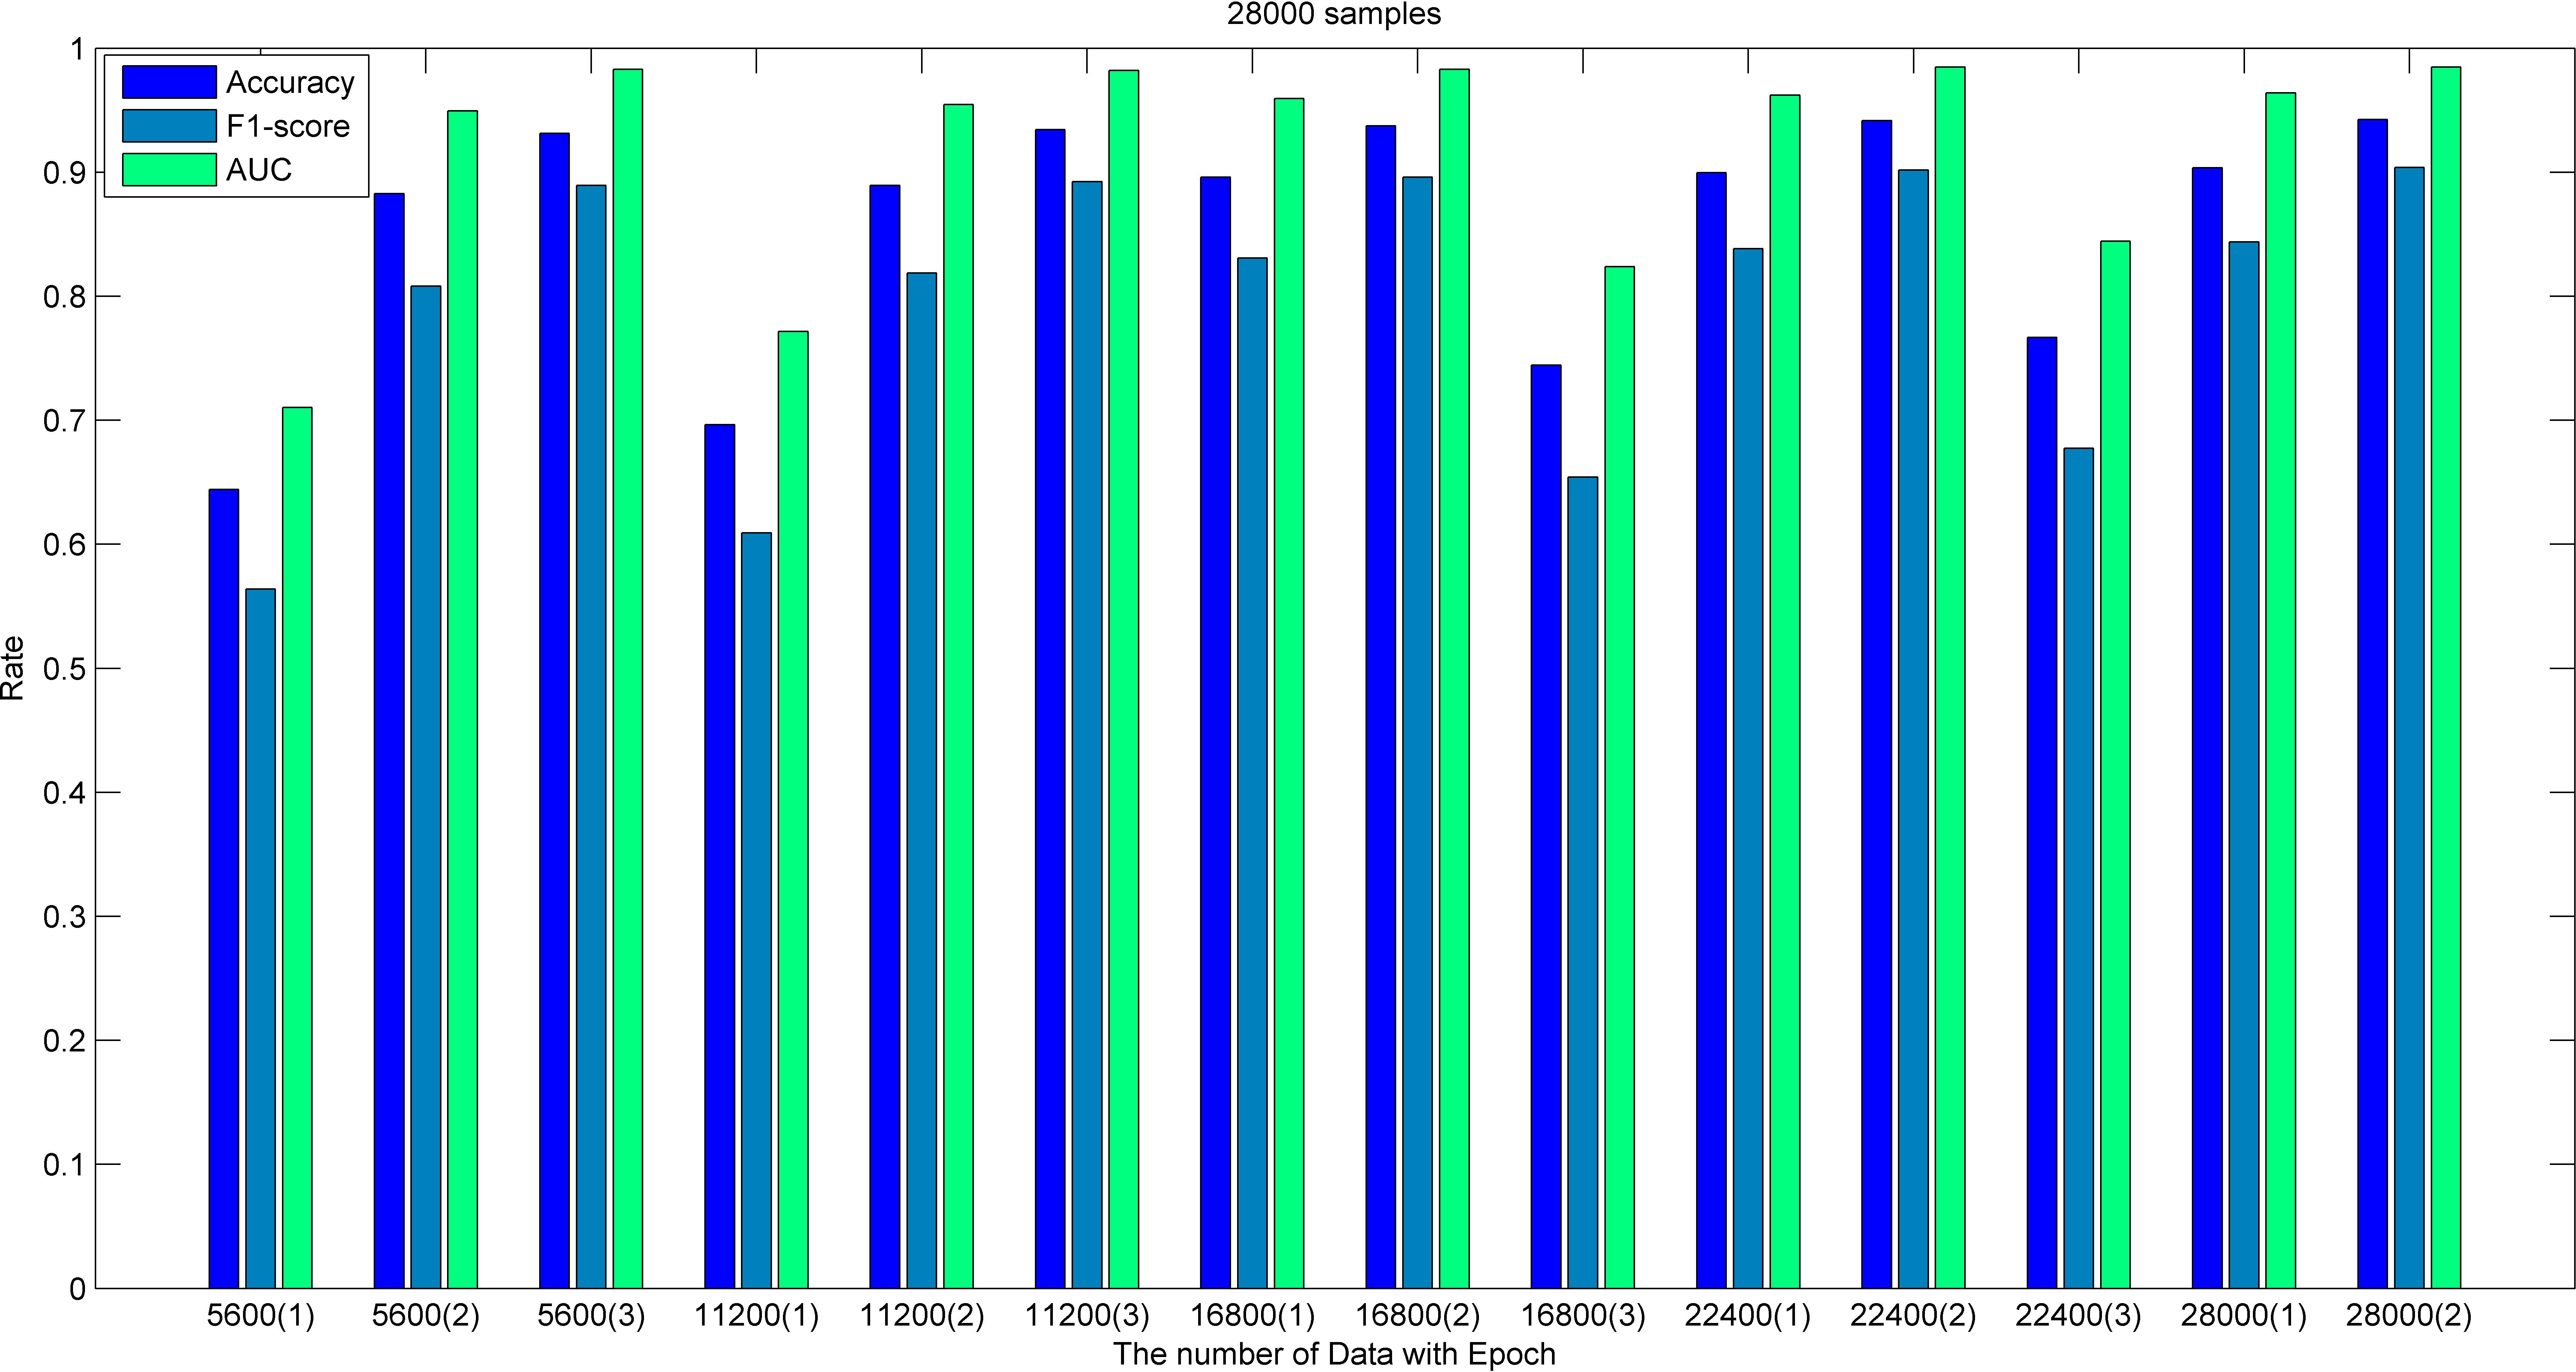 28000 samples
Accuracy
F1-score
AUC
1
0.9
0.8
0.7
0.6
0.5
0.4
0.3
0.2
0.1
0
Rate
5600(1) 5600(2) 5600(3) 11200(1) 11200(2) 11200(3) 16800(1) 16800(2) 16800(3) 22400(1) 22400(2) 22400(3) 28000(1) 28000(2)
The number of Data with Epoch